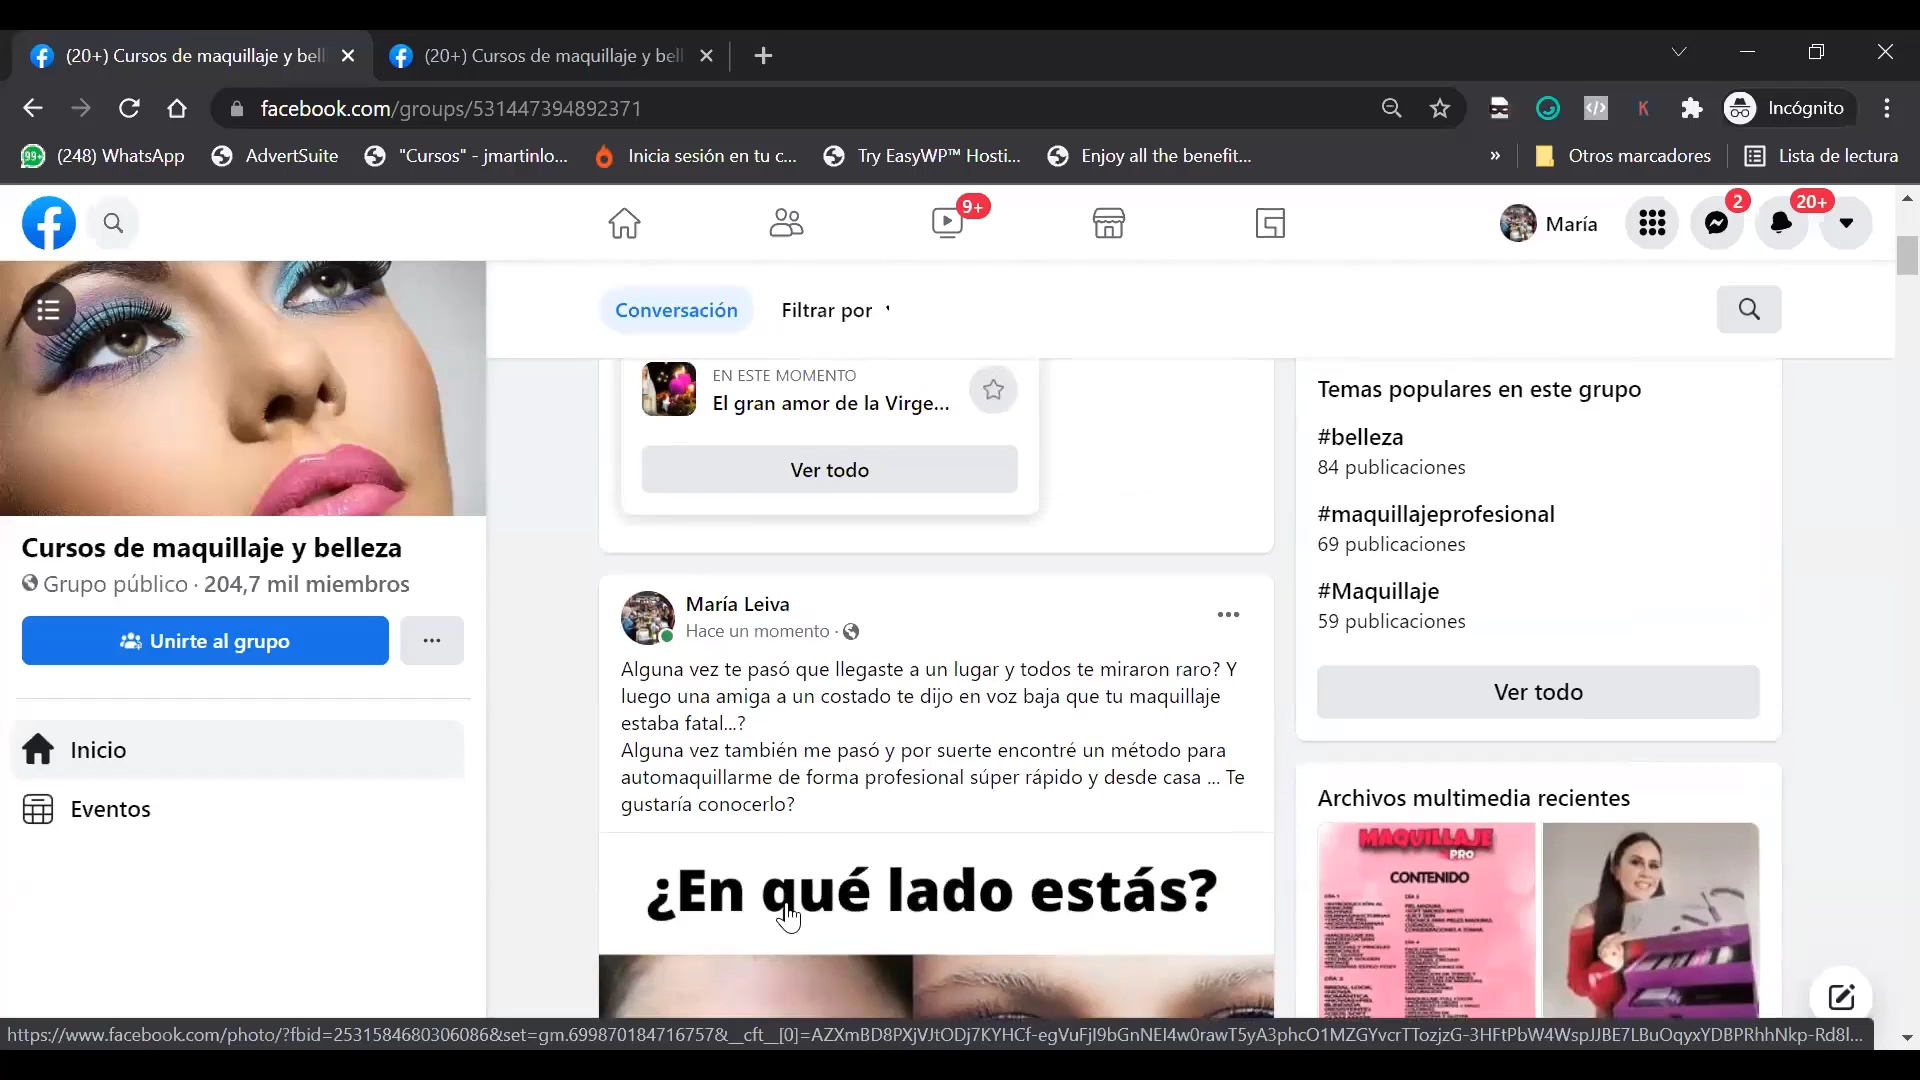 (20+) Cursos de maquillaje y bell
(20+) Cursos de maquillaje y bell
facebook.com/groups/531447394892371
Incógnito
99+
(248) WhatsApp
AdvertSuite
"Cursos" - jmartinlo...
Inicia sesión en tu c...
Try EasyWP™ Hosti...
Enjoy all the benefit...
»
Otros marcadores
Lista de lectura
9+
María
2
20+
Conversación
Filtrar por
EN ESTE MOMENTO
El gran amor de la Virge...
Ver todo
Cursos de maquillaje y belleza
Grupo público · 204,7 mil miembros
Unirte al grupo
Inicio
Eventos
María Leiva
Hace un momento ·
Alguna vez te pasó que llegaste a un lugar y todos te miraron raro? Y
luego una amiga a un costado te dijo en voz baja que tu maquillaje
estaba fatal...?
Alguna vez también me pasó y por suerte encontré un método para
automaquillarme de forma profesional súper rápido y desde casa ... Te
gustaría conocerlo?
¿En qué lado estás?
Temas populares en este grupo
#belleza
84 publicaciones
#maquillajeprofesional
69 publicaciones
#Maquillaje
59 publicaciones
Ver todo
Archivos multimedia recientes
MAQUILLAJE
PRO
CONTENIDO